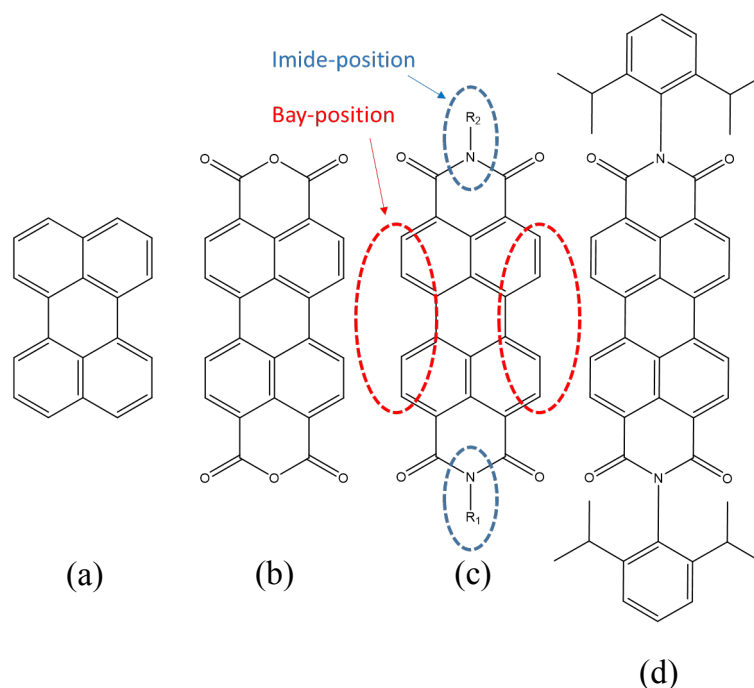 Imide-position
Bay-position
R2
N
O O
N
O O
O O O
O O O
N
R1
O O
N
O O
(a)
(b)
(c)
(d)